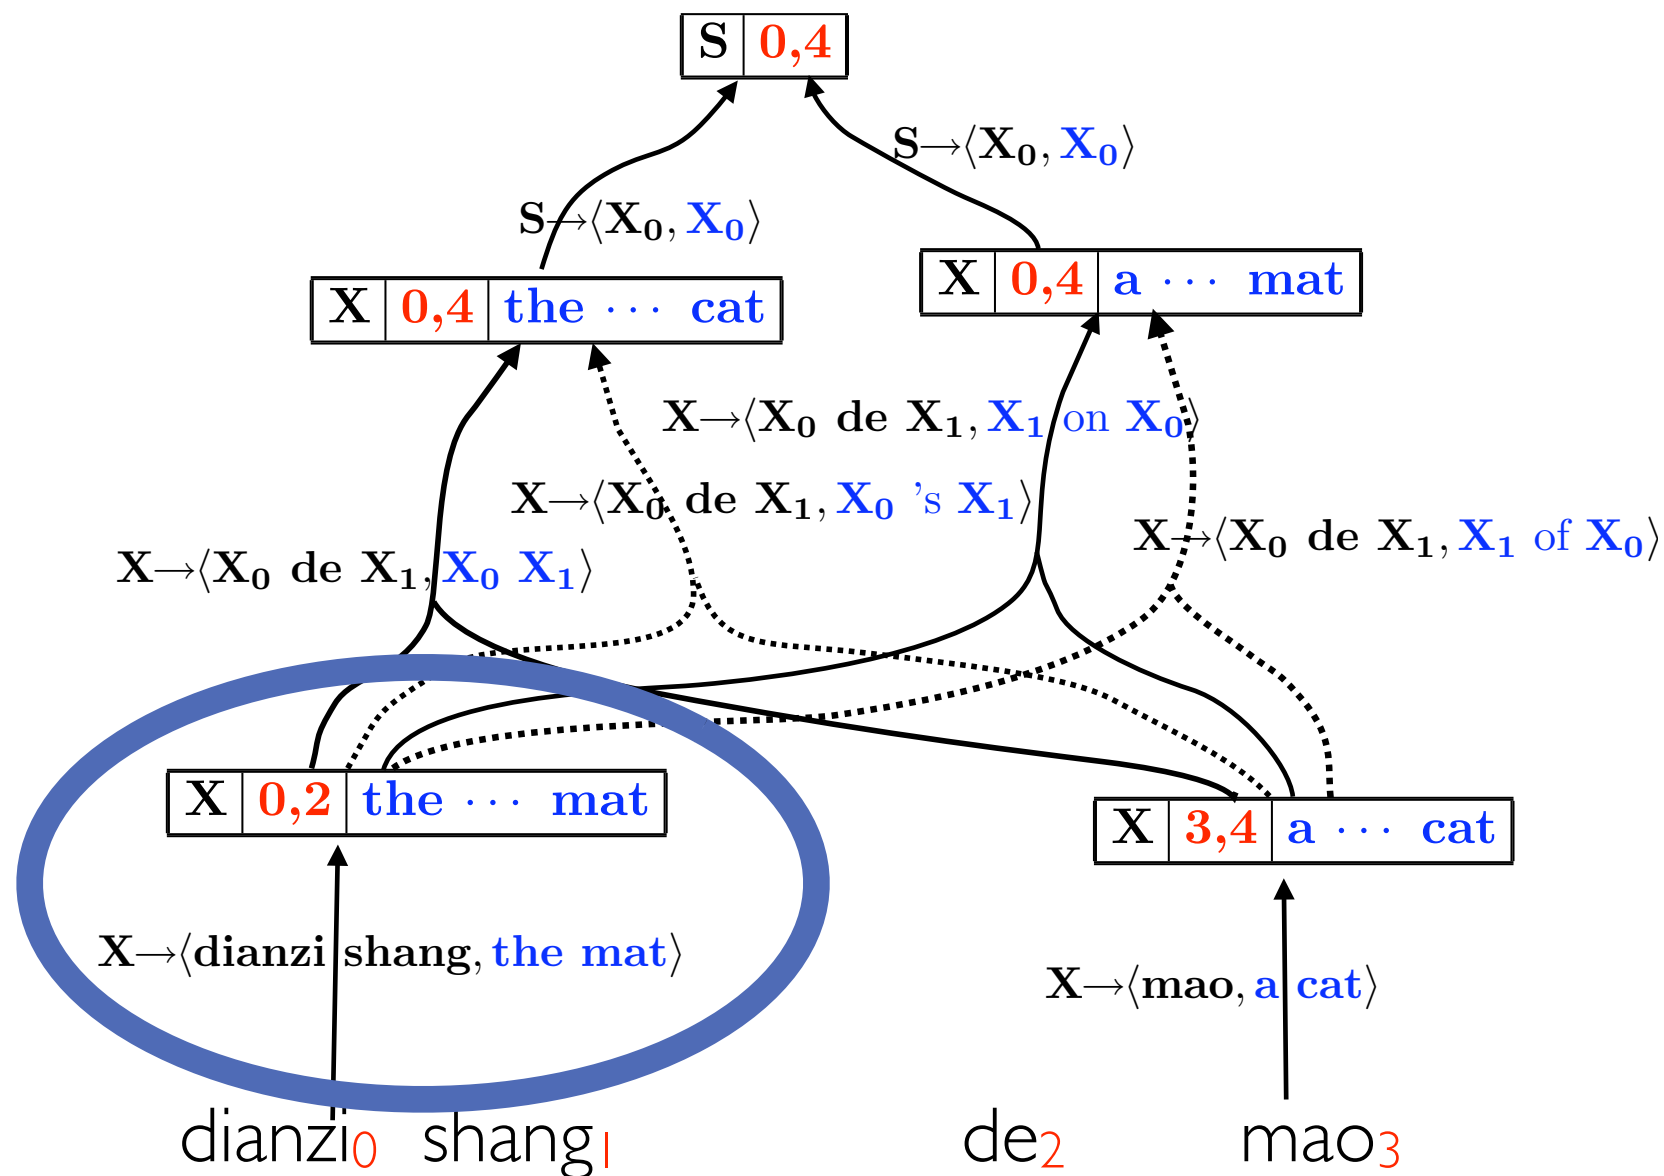 S 0,4
S→⟨X₀, X₀⟩
S→⟨X₀, X₀⟩
X 0,4 a ··· mat
X 0,4 the ··· cat
X→⟨X₀ de X₁, X₁ on X₀⟩
X→⟨X₀ de X₁, X₀ 's X₁⟩
X→⟨X₀ de X₁, X₁ of X₀⟩
X→⟨X₀ de X₁, X₀ X₁⟩
X 0,2 the ··· mat
X 3,4 a ··· cat
X→⟨dianzi shang, the mat⟩
X→⟨mao, a cat⟩
dianzi₀ shang₁ de₂ mao₃